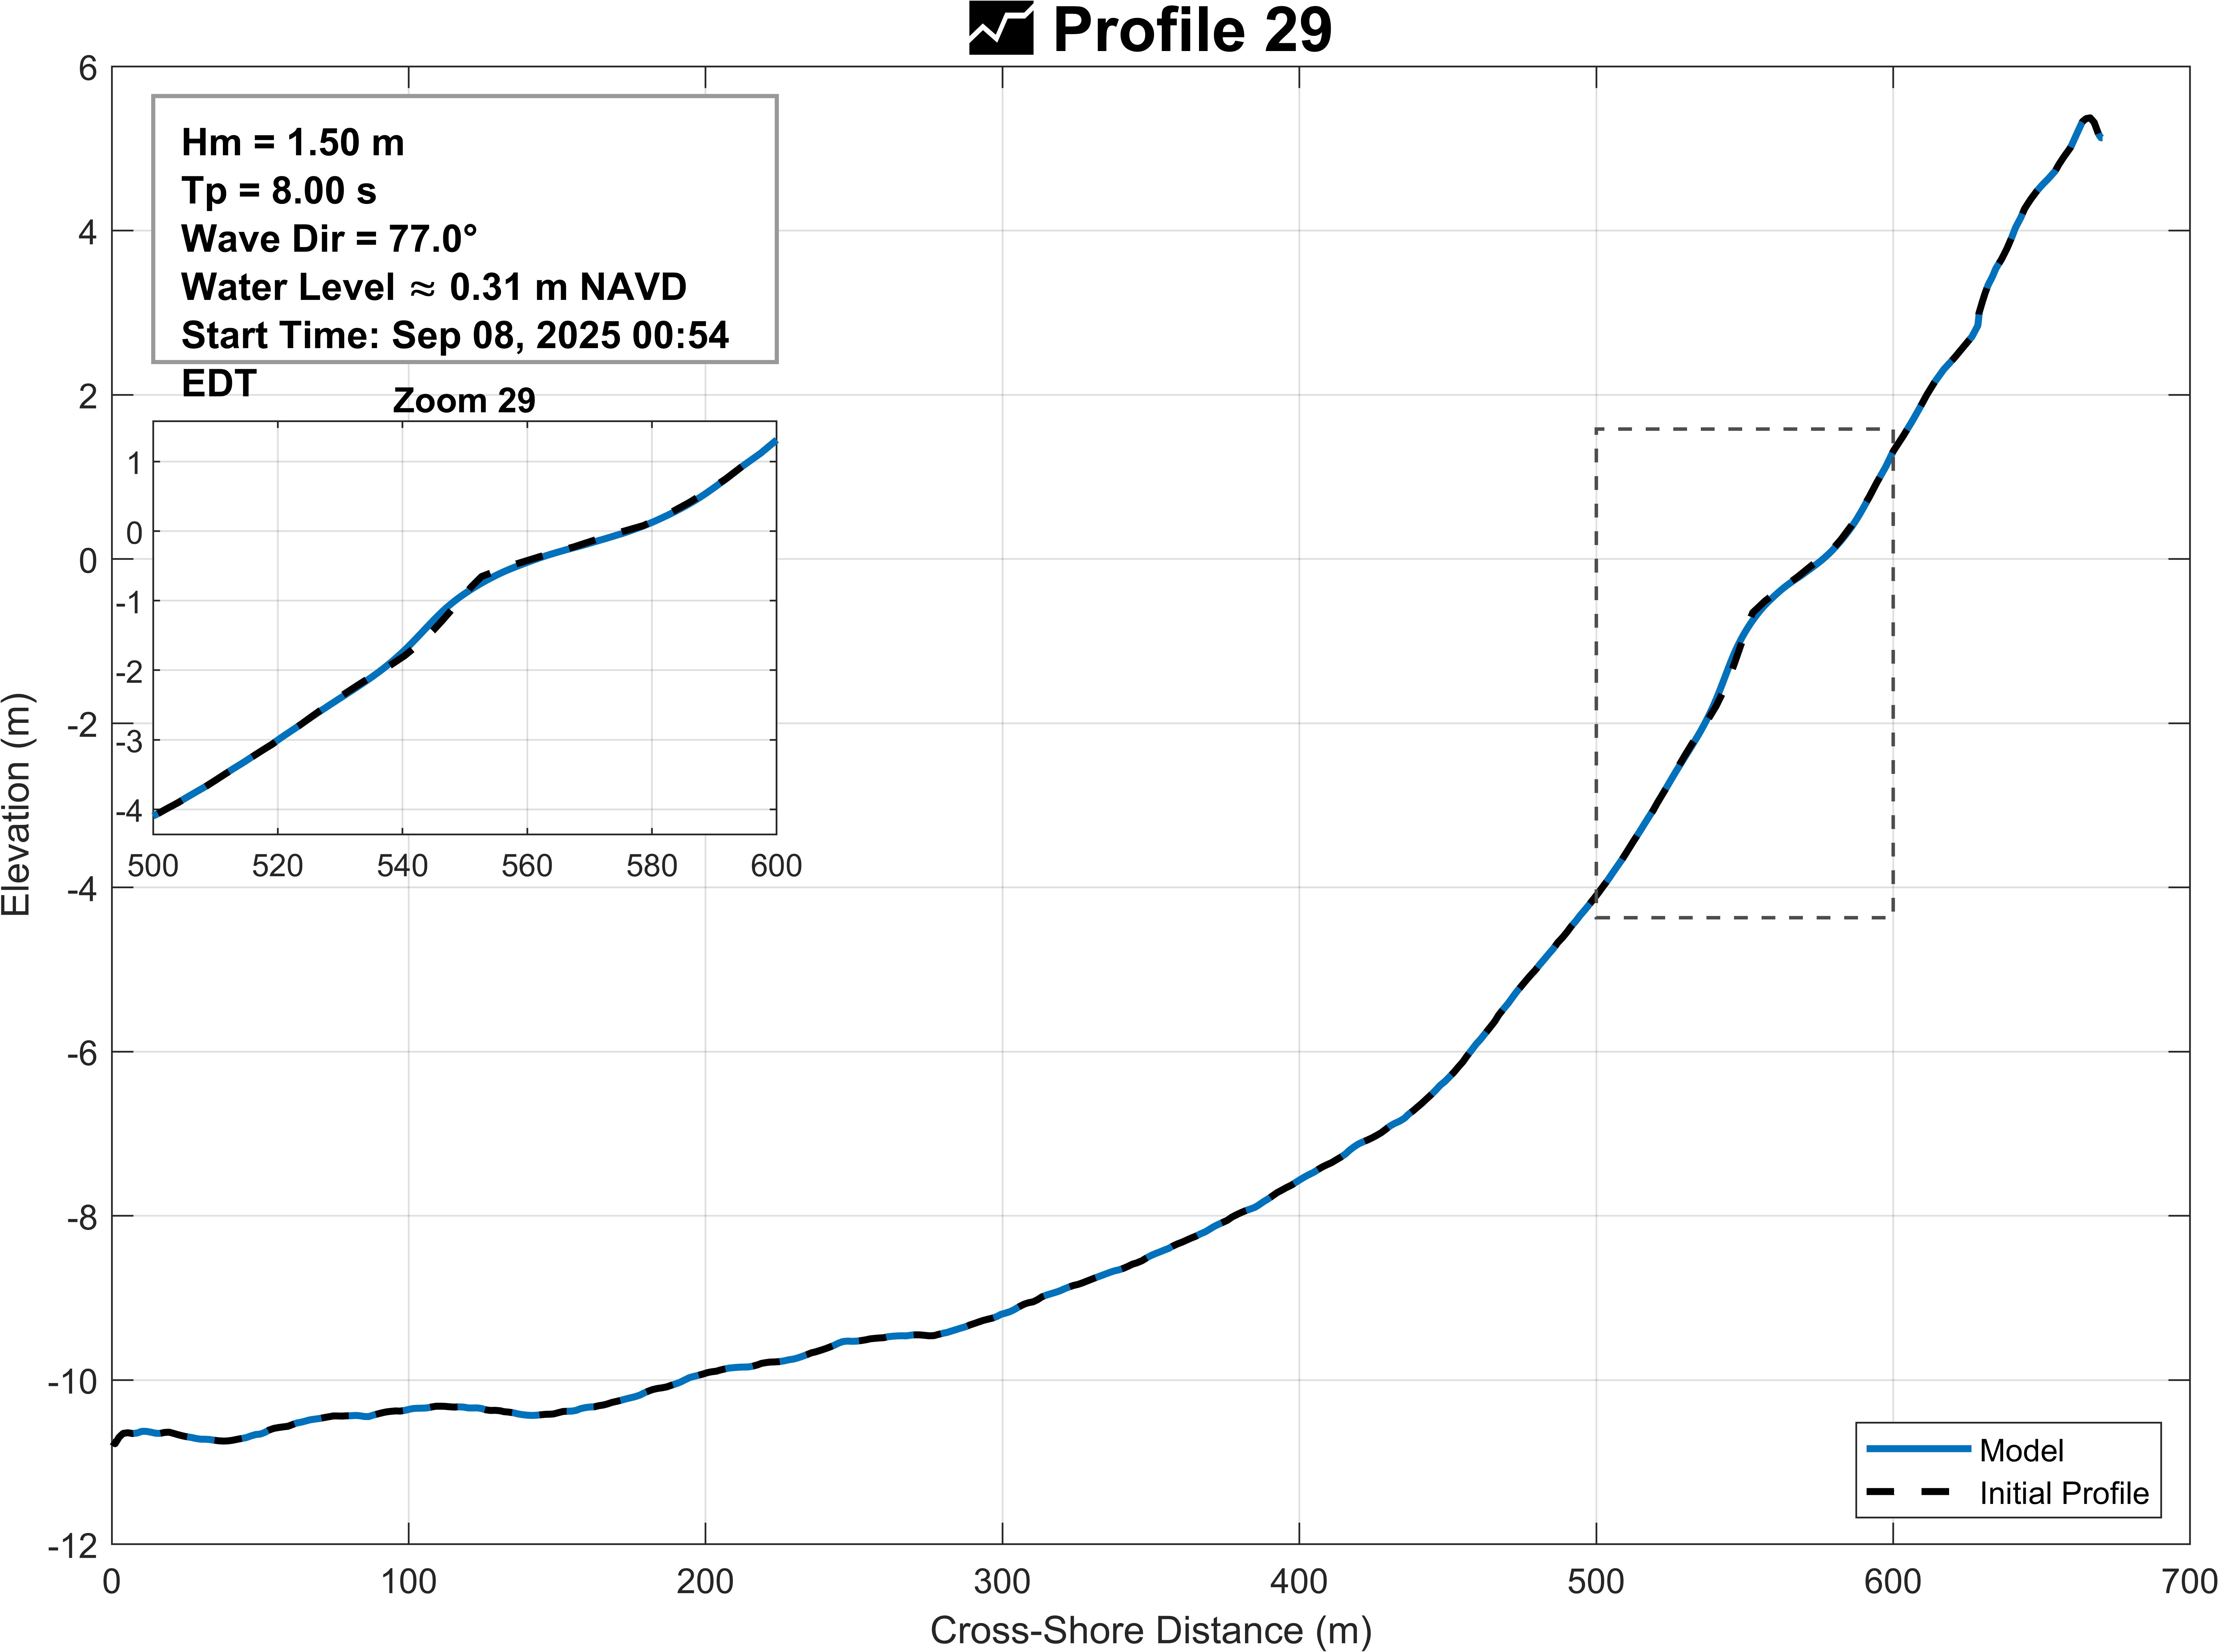 Profile 29
6
4
2
0
-2
-4
-6
-8
-10
-12
Elevation (m)
Hm = 1.50 m
Tp = 8.00 s
Wave Dir = 77.0°
Water Level ≈ 0.31 m NAVD
Start Time: Sep 08, 2025 00:54
EDT
Zoom 29
1
0
-1
-2
-3
-4
500 520 540 560 580 600
Model
Initial Profile
0 100 200 300 400 500 600 700
Cross-Shore Distance (m)